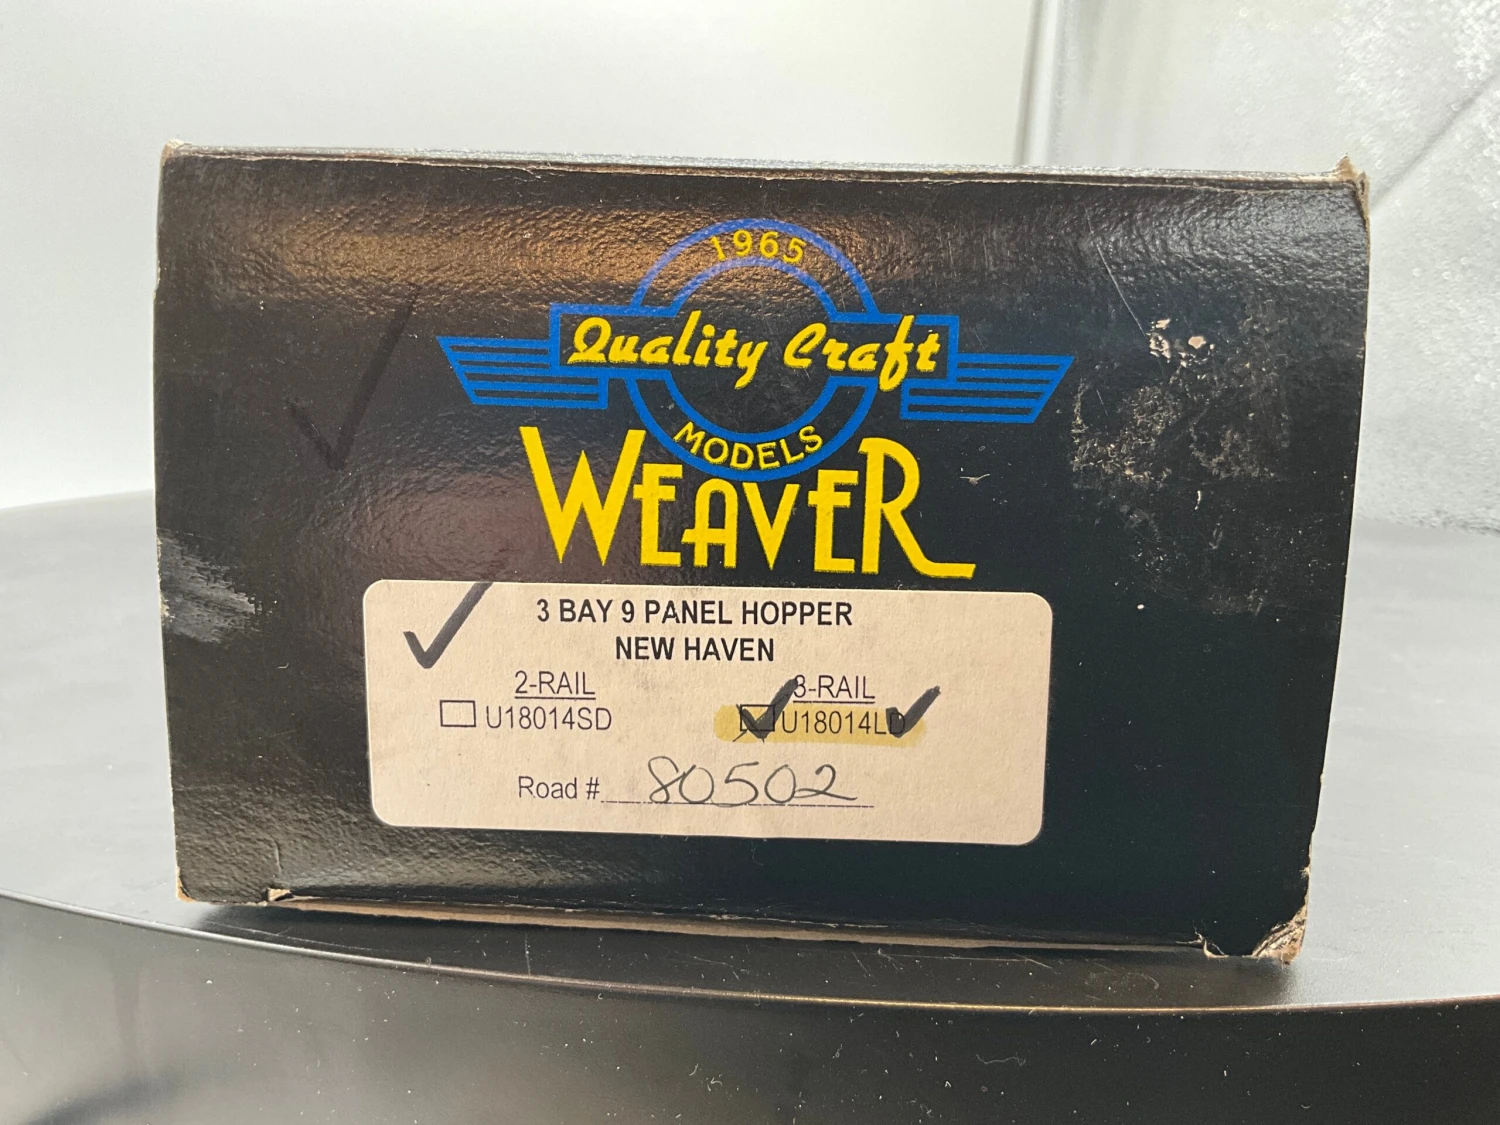 1965
Quality Craft
MODELS
WEAVER
3 BAY 9 PANEL HOPPER
NEW HAVEN
2-RAIL 3-RAIL
U18014SD U18014LD
Road # 80502